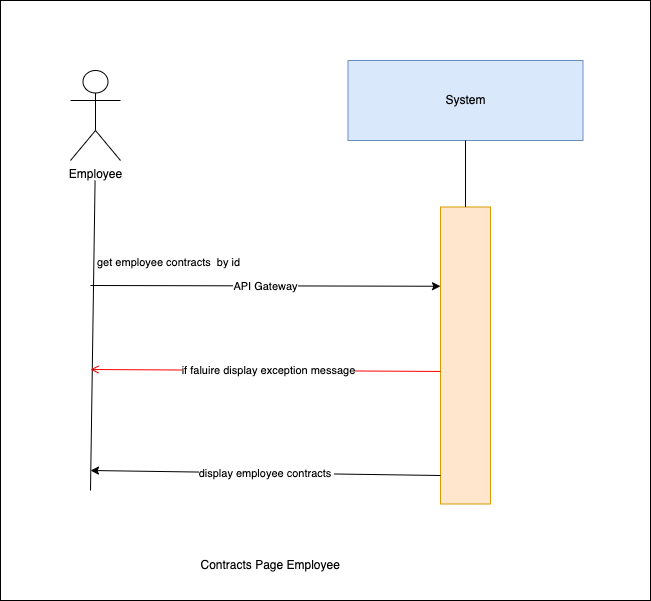 System
Employee
get employee contracts  by id
API Gateway
if faluire display exception message
display employee contracts
Contracts Page Employee